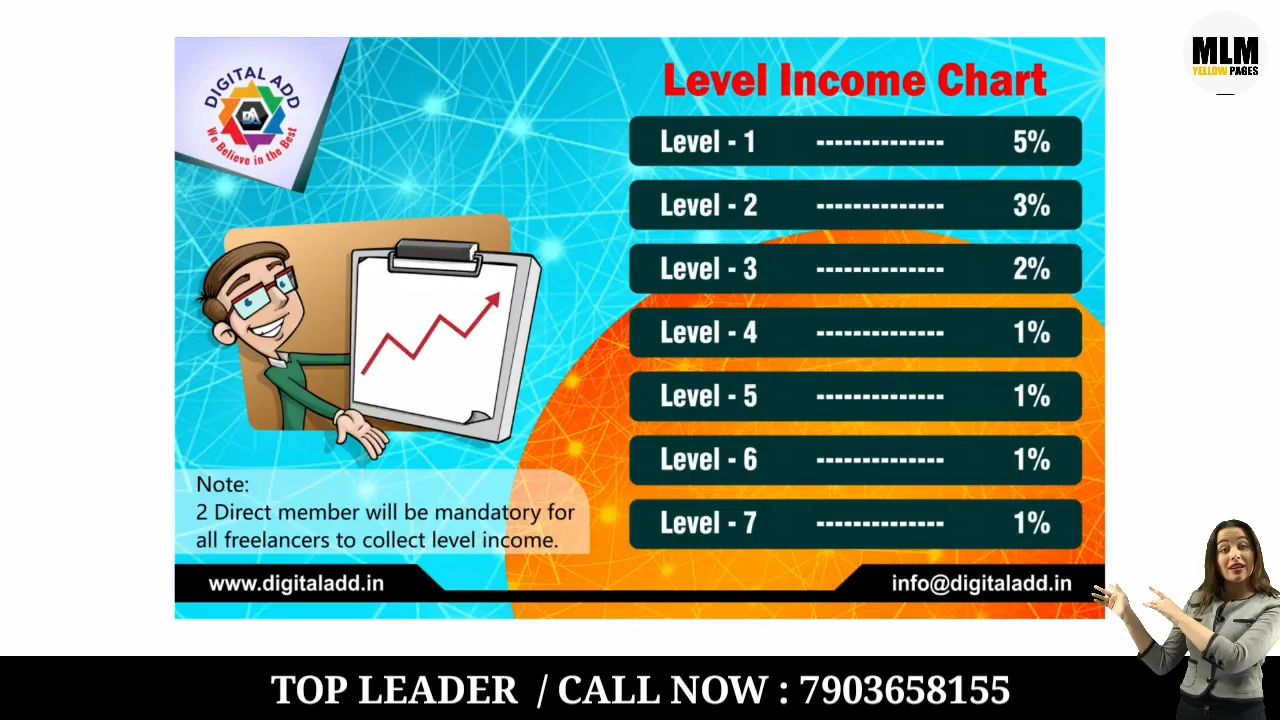 DIGITAL ADD
DA
We Believe in the Best
MLM
YELLOW PAGES
Level Income Chart
Level - 1 -------------- 5%
Level - 2 -------------- 3%
Level - 3 -------------- 2%
Level - 4 -------------- 1%
Level - 5 -------------- 1%
Level - 6 -------------- 1%
Level - 7 -------------- 1%
Note:
2 Direct member will be mandatory for
all freelancers to collect level income.
www.digitaladd.in
info@digitaladd.in
TOP LEADER / CALL NOW : 7903658155